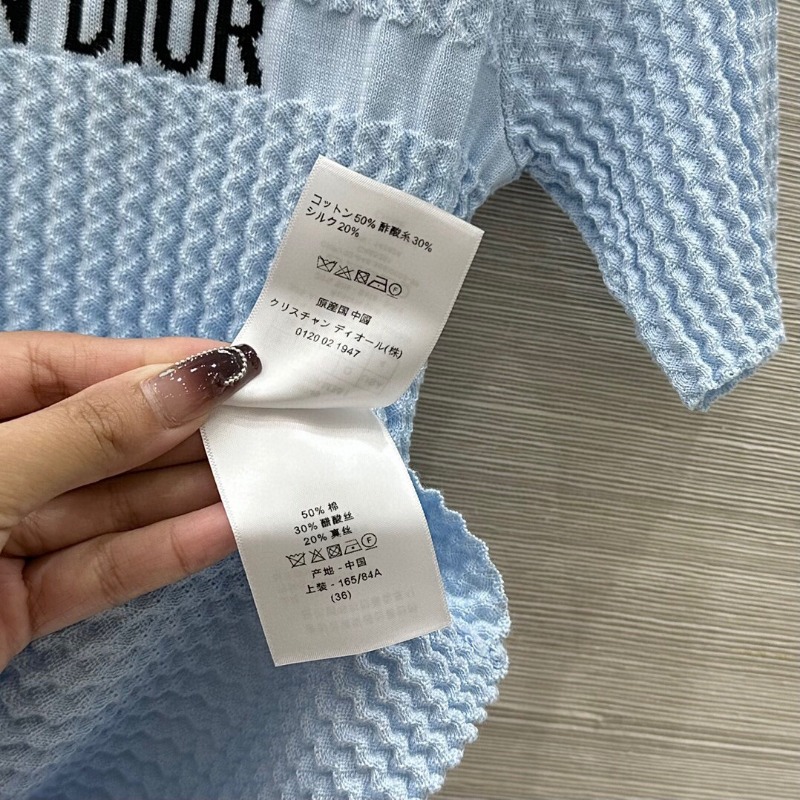 N DIOR
コットン50% 酢酸糸30%
シルク20%
原産国 中國
クリスチャン ディオール(株)
0120 02 1947
50% 棉
30% 醋酸丝
20% 真丝
产地 - 中国
上装 - 165/84A
(36)